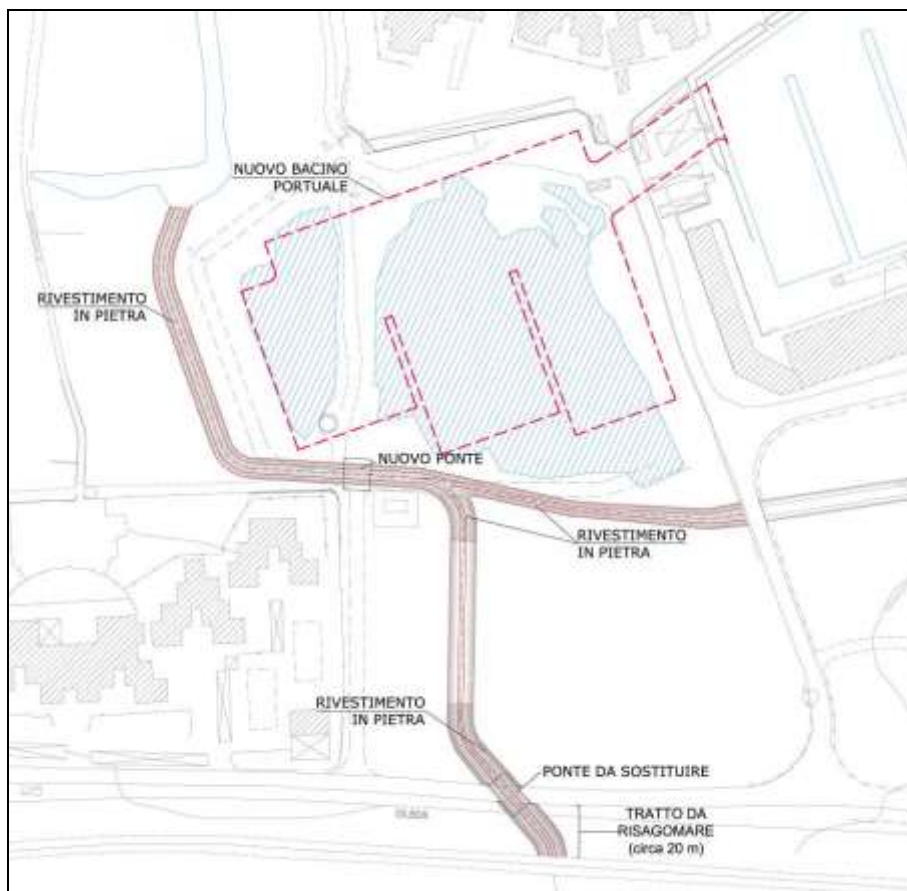 NUOVO BACINO
PORTUALE
RIVESTIMENTO
IN PIETRA
NUOVO PONTE
RIVESTIMENTO
IN PIETRA
RIVESTIMENTO
IN PIETRA
PONTE DA SOSTITUIRE
TRATTO DA
RISAGOMARE
(circa 20 m)